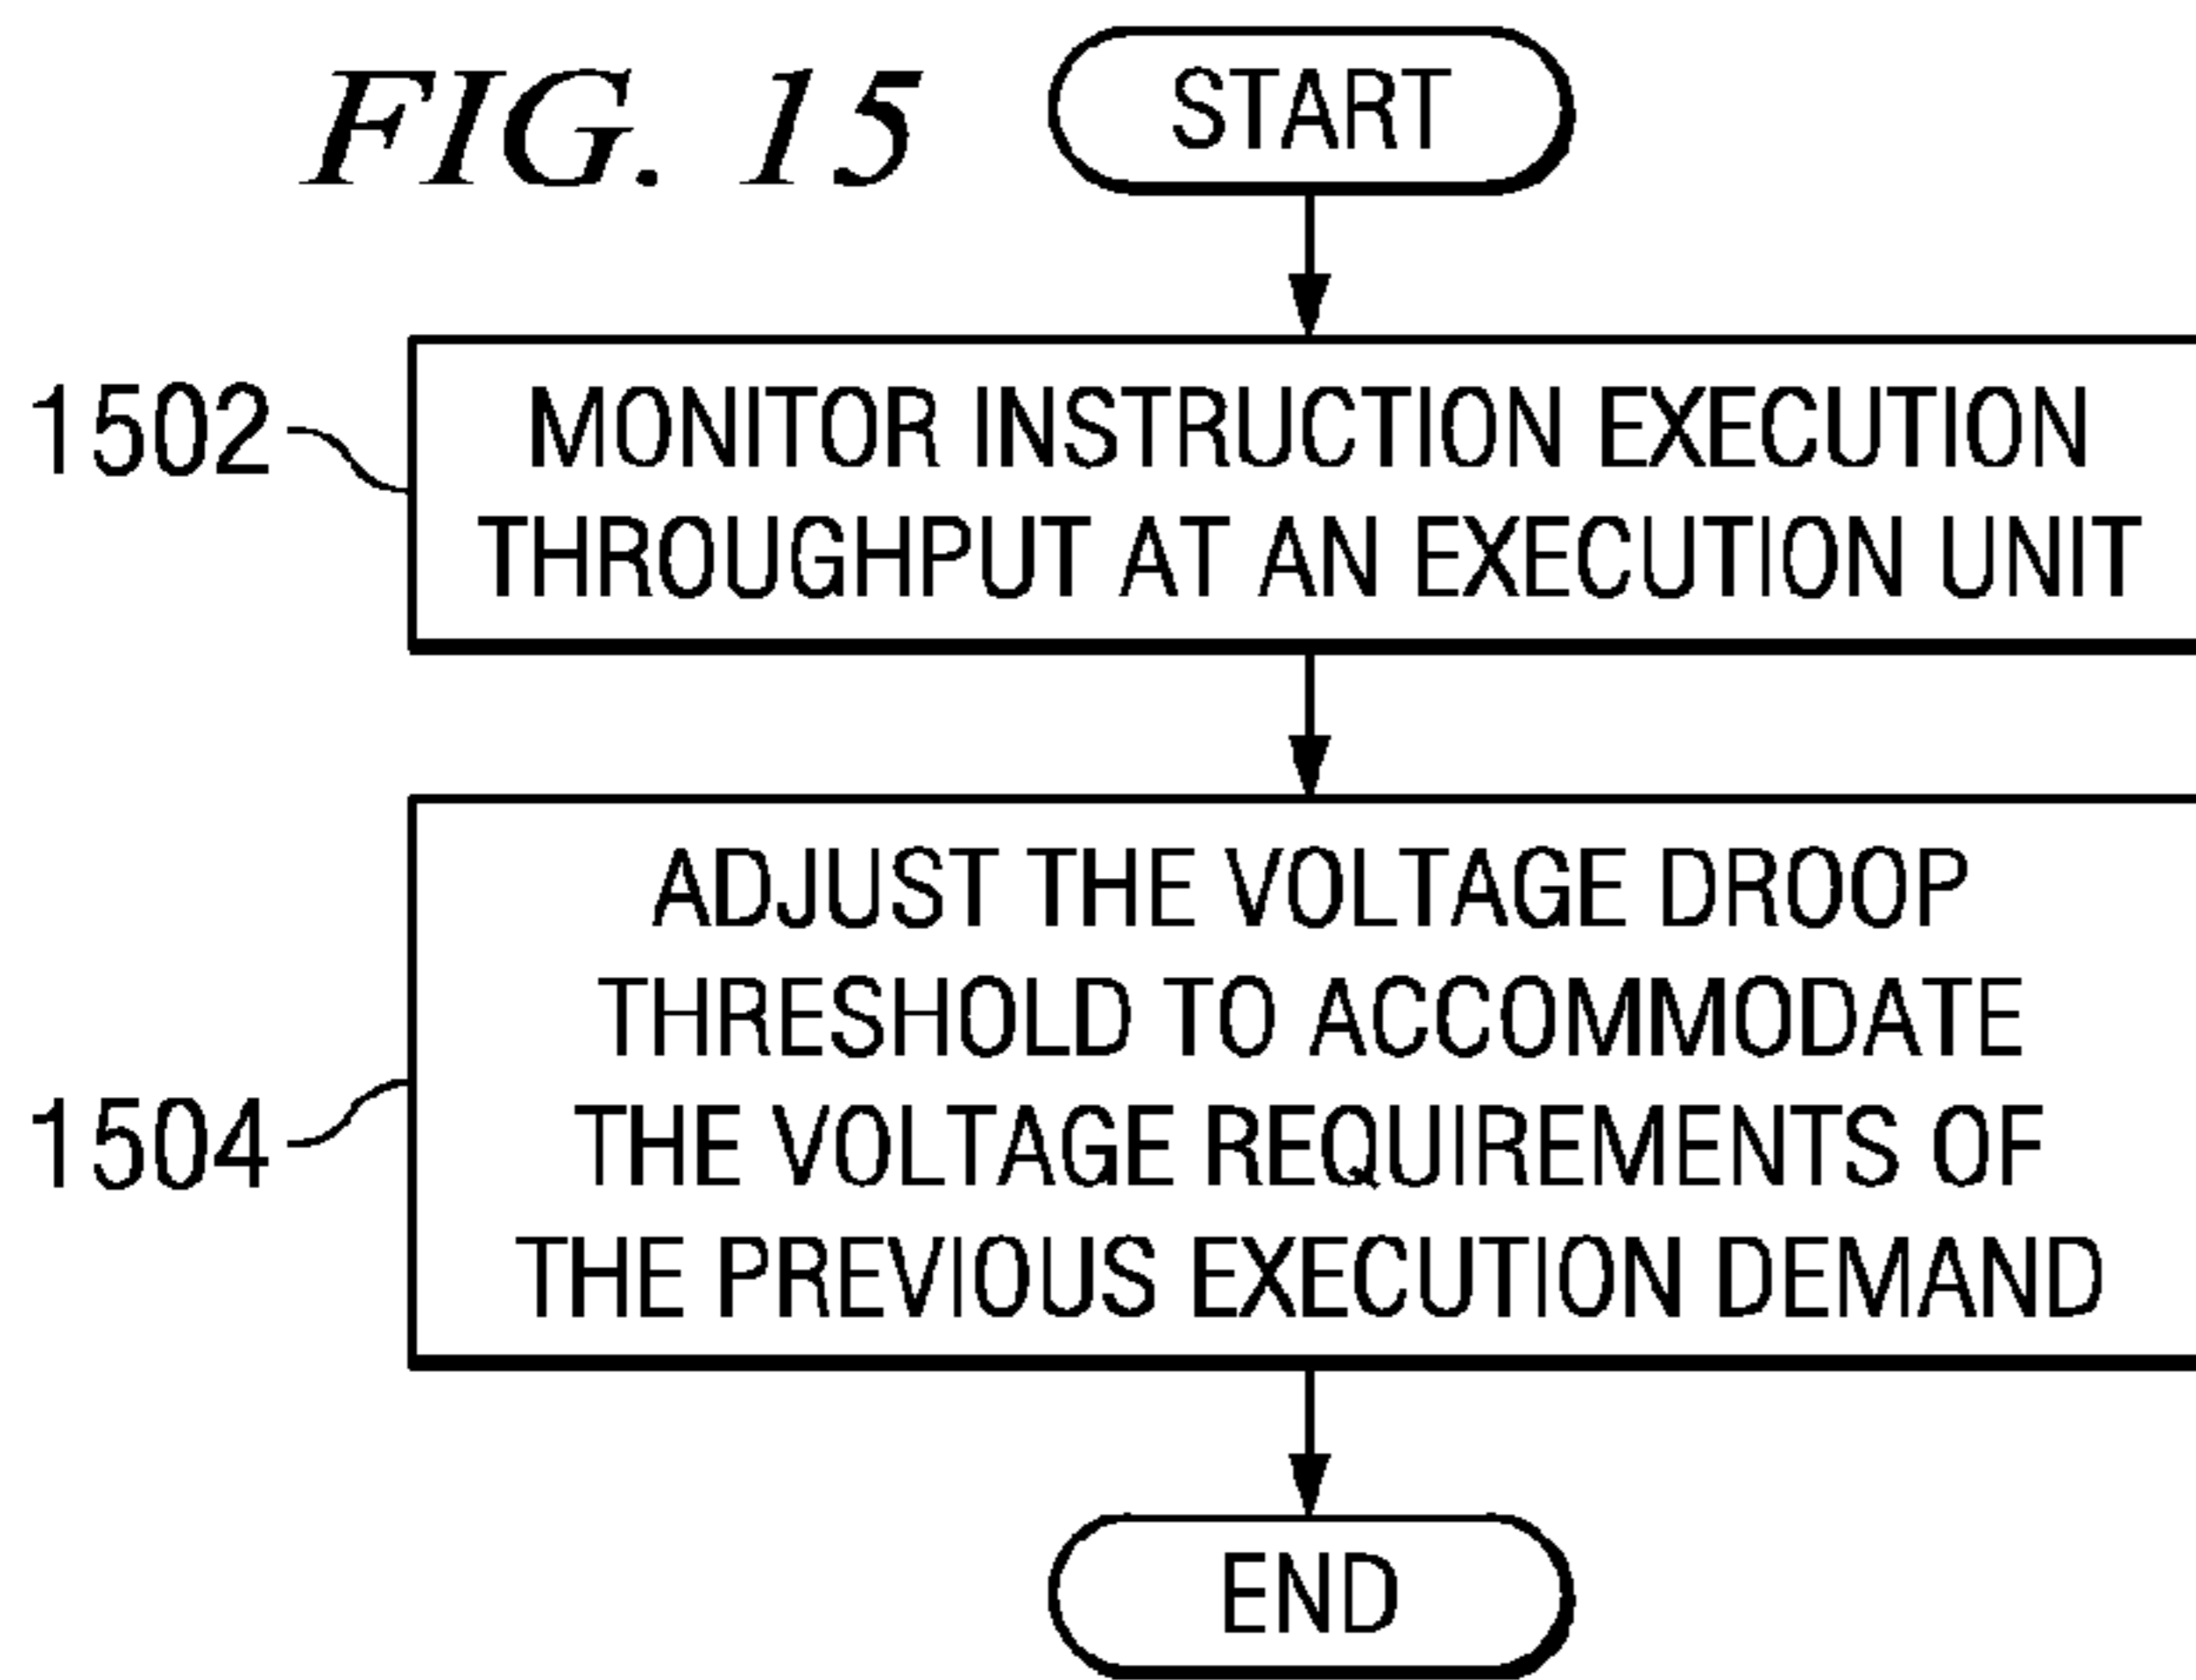 FIG. 15
START
1502
MONITOR INSTRUCTION EXECUTION
THROUGHPUT AT AN EXECUTION UNIT
ADJUST THE VOLTAGE DROOP
THRESHOLD TO ACCOMMODATE
1504
THE VOLTAGE REQUIREMENTS OF
THE PREVIOUS EXECUTION DEMAND
END